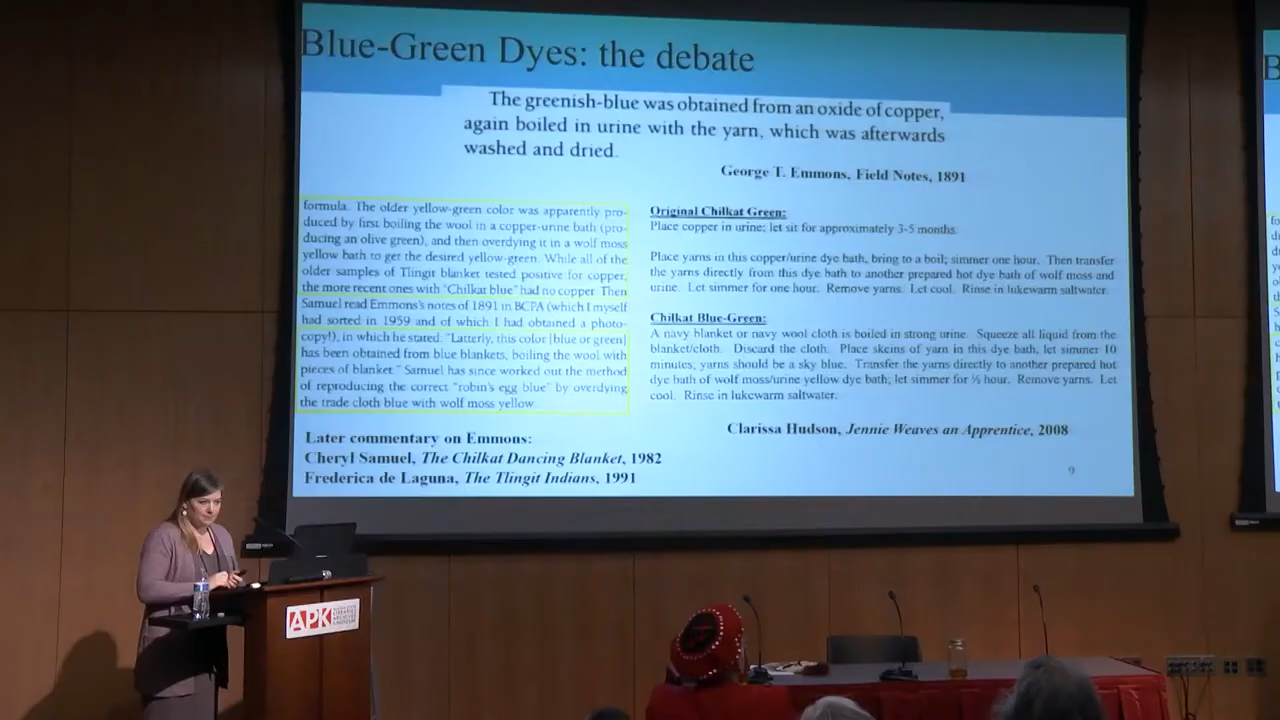 Blue-Green Dyes: the debate
The greenish-blue was obtained from an oxide of copper,
again boiled in urine with the yarn, which was afterwards
washed and dried.
George T. Emmons, Field Notes, 1891
formula. The older yellow-green color was apparently pro-
duced by first boiling the wool in a copper-urine bath (pro-
ducing an olive green), and then overdying it in a wolf moss
yellow bath to get the desired yellow-green. While all of the
older samples of Tlingit blanket tested positive for copper,
the more recent ones with "Chilkat blue" had no copper. Then
Samuel read Emmons's notes of 1891 in BCPA (which I myself
had sorted in 1959 and of which I had obtained a photo-
copy!), in which he stated: "Latterly, this color [blue or green]
has been obtained from blue blankets, boiling the wool with
pieces of blanket." Samuel has since worked out the method
of reproducing the correct "robin's egg blue" by overdying
the trade cloth blue with wolf moss yellow.
Later commentary on Emmons:
Cheryl Samuel, The Chilkat Dancing Blanket, 1982
Frederica de Laguna, The Tlingit Indians, 1991
Original Chilkat Green:
Place copper in urine; let sit for approximately 3-5 months.
Place yarns in this copper/urine dye bath, bring to a boil; simmer one hour. Then transfer
the yarns directly from this dye bath to another prepared hot dye bath of wolf moss and
urine. Let simmer for one hour. Remove yarns. Let cool. Rinse in lukewarm saltwater.
Chilkat Blue-Green:
A navy blanket or navy wool cloth is boiled in strong urine. Squeeze all liquid from the
blanket/cloth. Discard the cloth. Place skeins of yarn in this dye bath, let simmer 10
minutes; yarns should be a sky blue. Transfer the yarns directly to another prepared hot
dye bath of wolf moss/urine yellow dye bath; let simmer for ½ hour. Remove yarns. Let
cool. Rinse in lukewarm saltwater.
Clarissa Hudson, Jennie Weaves an Apprentice, 2008
9
APK
B